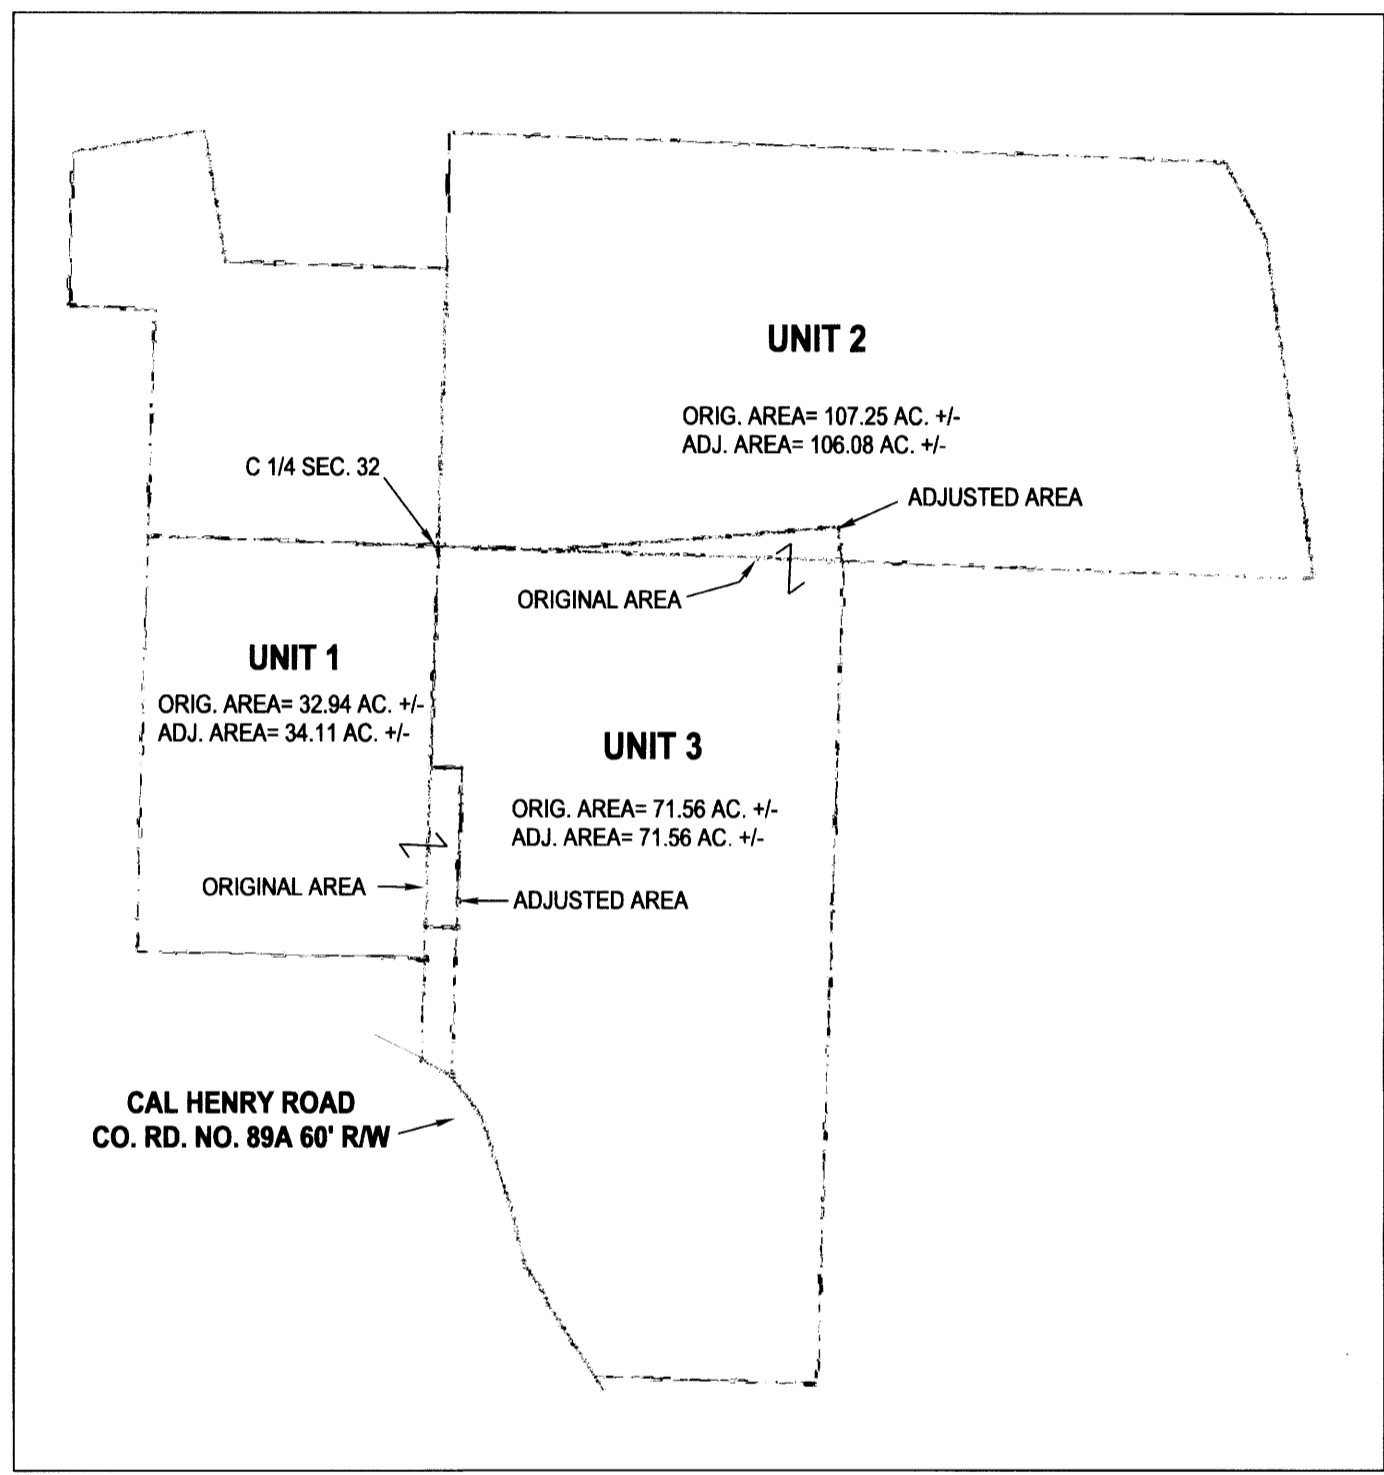 UNIT 2
ORIG. AREA= 107.25 AC. +/-
ADJ. AREA= 106.08 AC. +/-
C 1/4 SEC. 32
ADJUSTED AREA
ORIGINAL AREA
UNIT 1
ORIG. AREA= 32.94 AC. +/-
ADJ. AREA= 34.11 AC. +/-
UNIT 3
ORIG. AREA= 71.56 AC. +/-
ADJ. AREA= 71.56 AC. +/-
ORIGINAL AREA
ADJUSTED AREA
CAL HENRY ROAD
CO. RD. NO. 89A 60' R/W